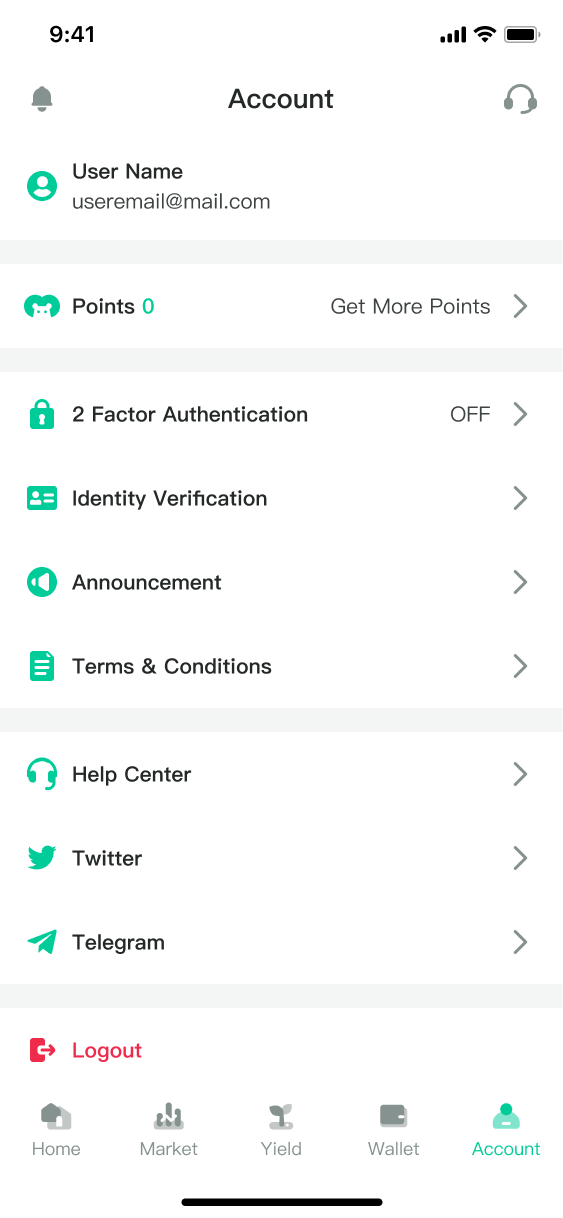 9:41
Account
User Name
useremail@mail.com
Points 0 Get More Points
2 Factor Authentication OFF
Identity Verification
Announcement
Terms & Conditions
Help Center
Twitter
Telegram
Logout
Home Market Yield Wallet Account